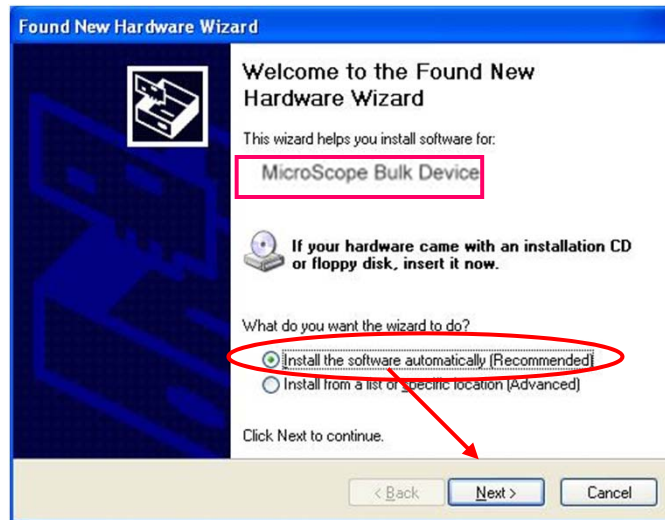 Found New Hardware Wizard
Welcome to the Found New
Hardware Wizard
This wizard helps you install software for:
MicroScope Bulk Device
If your hardware came with an installation CD
or floppy disk, insert it now.
What do you want the wizard to do?
Install the software automatically (Recommended)
Install from a list or specific location (Advanced)
Click Next to continue.
< Back
Next >
Cancel